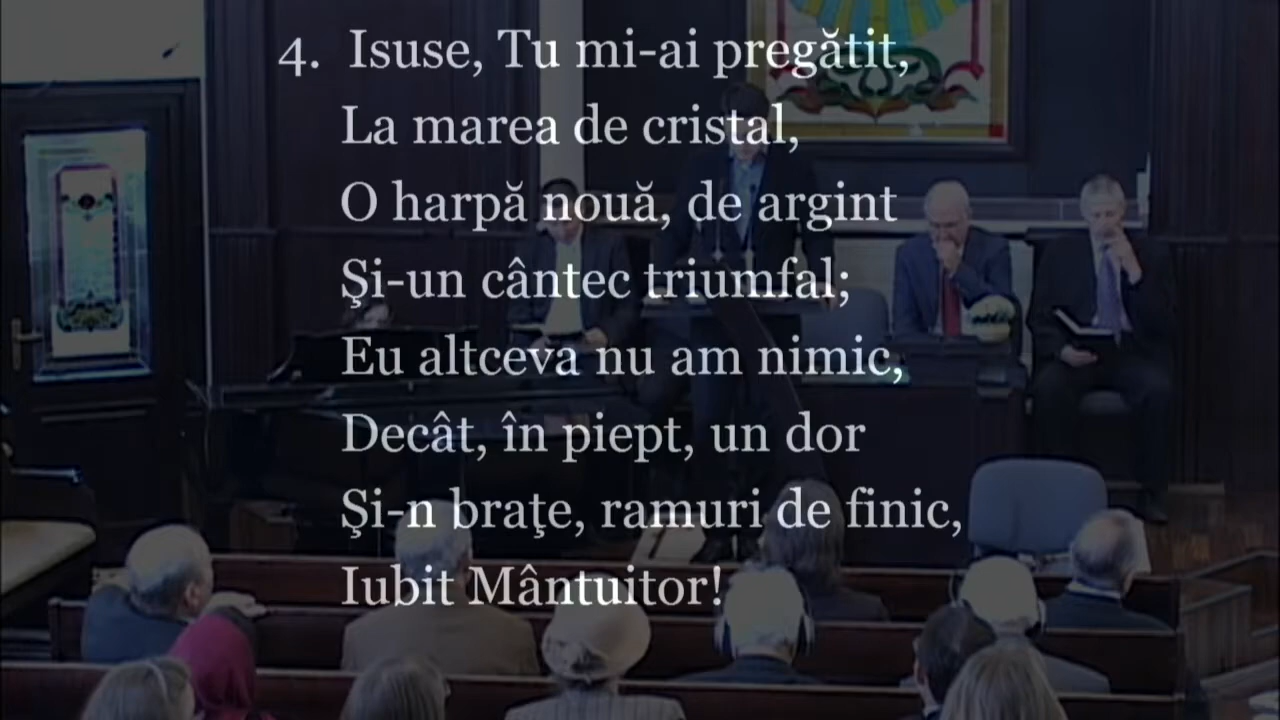 4. Isuse, Tu mi-ai pregătit,
La marea de cristal,
O harpă nouă, de argint
Şi-un cântec triumfal;
Eu altceva nu am nimic,
Decât, în piept, un dor
Şi-n braţe, ramuri de finic,
Iubit Mântuitor!